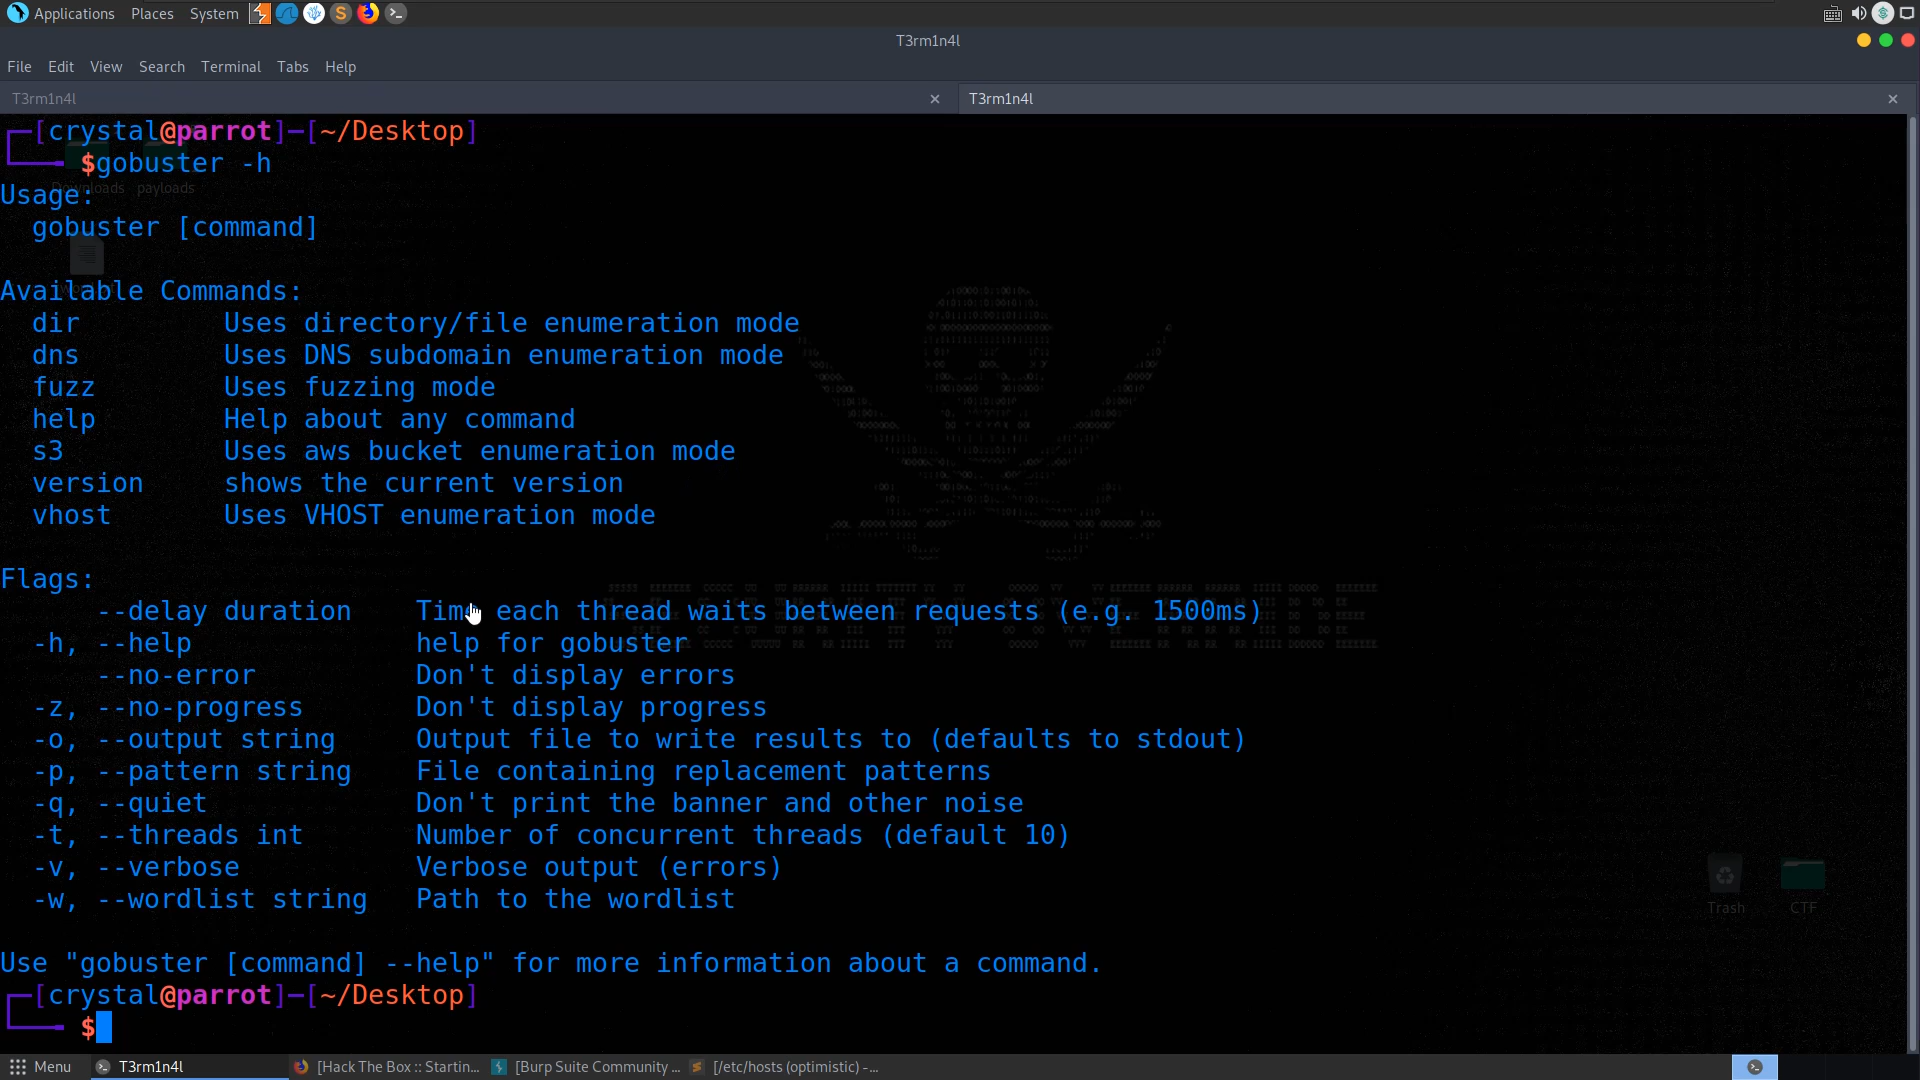 Applications Places System
T3rm1n4l
File Edit View Search Terminal Tabs Help
T3rm1n4l
T3rm1n4l
┌─[crystal@parrot]─[~/Desktop]
└──╼ $gobuster -h
Downloads payloads
Usage:
  gobuster [command]

Available Commands:
  dir         Uses directory/file enumeration mode
  dns         Uses DNS subdomain enumeration mode
  fuzz        Uses fuzzing mode
  help        Help about any command
  s3          Uses aws bucket enumeration mode
  version     shows the current version
  vhost       Uses VHOST enumeration mode

Flags:
      --delay duration    Time each thread waits between requests (e.g. 1500ms)
  -h, --help              help for gobuster
      --no-error          Don't display errors
  -z, --no-progress       Don't display progress
  -o, --output string     Output file to write results to (defaults to stdout)
  -p, --pattern string    File containing replacement patterns
  -q, --quiet             Don't print the banner and other noise
  -t, --threads int       Number of concurrent threads (default 10)
  -v, --verbose           Verbose output (errors)
  -w, --wordlist string   Path to the wordlist
Trash CTF

Use "gobuster [command] --help" for more information about a command.
┌─[crystal@parrot]─[~/Desktop]
└──╼ $
Menu T3rm1n4l [Hack The Box :: Startin... [Burp Suite Community ... [/etc/hosts (optimistic) -...